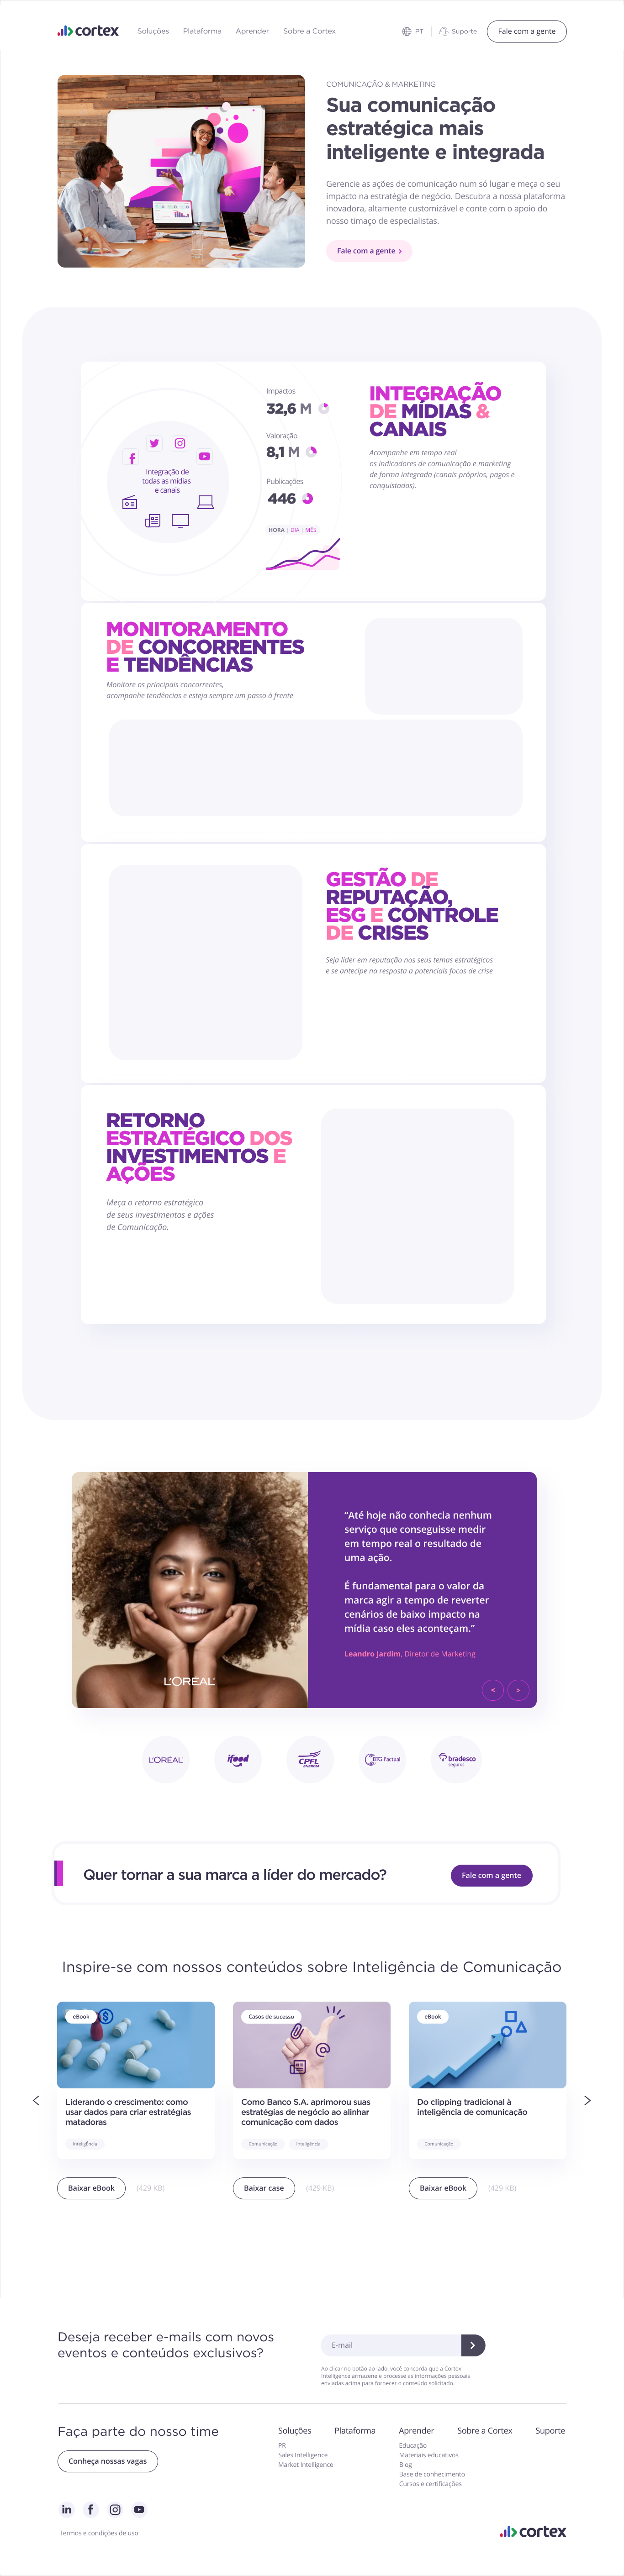 cortex
Soluções
Plataforma
Aprender
Sobre a Cortex
PT
Suporte
Fale com a gente
COMUNICAÇÃO & MARKETING
Sua comunicação
estratégica mais
inteligente e integrada
Gerencie as ações de comunicação num só lugar e meça o seu
impacto na estratégia de negócio. Descubra a nossa plataforma
inovadora, altamente customizável e conte com o apoio do
nosso timaço de especialistas.
Fale com a gente >
Integração de
todas as mídias
e canais
Impactos
32,6 M
Valoração
8,1 M
Publicações
446
HORA | DIA | MÊS
INTEGRAÇÃO
DE MÍDIAS &
CANAIS
Acompanhe em tempo real
os indicadores de comunicação e marketing
de forma integrada (canais próprios, pagos e
conquistados).
MONITORAMENTO
DE CONCORRENTES
E TENDÊNCIAS
Monitore os principais concorrentes,
acompanhe tendências e esteja sempre um passo à frente
GESTÃO DE
REPUTAÇÃO,
ESG E CONTROLE
DE CRISES
Seja líder em reputação nos seus temas estratégicos
e se antecipe na resposta a potenciais focos de crise
RETORNO
ESTRATÉGICO DOS
INVESTIMENTOS E
AÇÕES
Meça o retorno estratégico
de seus investimentos e ações
de Comunicação.
L'ORÉAL
“Até hoje não conhecia nenhum
serviço que conseguisse medir
em tempo real o resultado de
uma ação.
É fundamental para o valor da
marca agir a tempo de reverter
cenários de baixo impacto na
mídia caso eles aconteçam.”
Leandro Jardim, Diretor de Marketing
< >
L'ORÉAL
ifood
CPFL
ENERGIA
BTG Pactual
bradesco
seguros
Quer tornar a sua marca a líder do mercado?
Fale com a gente
Inspire-se com nossos conteúdos sobre Inteligência de Comunicação
eBook
Liderando o crescimento: como
usar dados para criar estratégias
matadoras
Inteligência
Baixar eBook
(429 KB)
Casos de sucesso
Como Banco S.A. aprimorou suas
estratégias de negócio ao alinhar
comunicação com dados
Comunicação
Inteligência
Baixar case
(429 KB)
eBook
Do clipping tradicional à
inteligência de comunicação
Comunicação
Baixar eBook
(429 KB)
Deseja receber e-mails com novos
eventos e conteúdos exclusivos?
E-mail
Ao clicar no botão ao lado, você concorda que a Cortex
Intelligence armazene e processe as informações pessoais
enviadas acima para fornecer o conteúdo solicitado.
Faça parte do nosso time
Conheça nossas vagas
Soluções
PR
Sales Intelligence
Market Intelligence
Plataforma
Aprender
Educação
Materiais educativos
Blog
Base de conhecimento
Cursos e certificações
Sobre a Cortex
Suporte
Termos e condições de uso
cortex